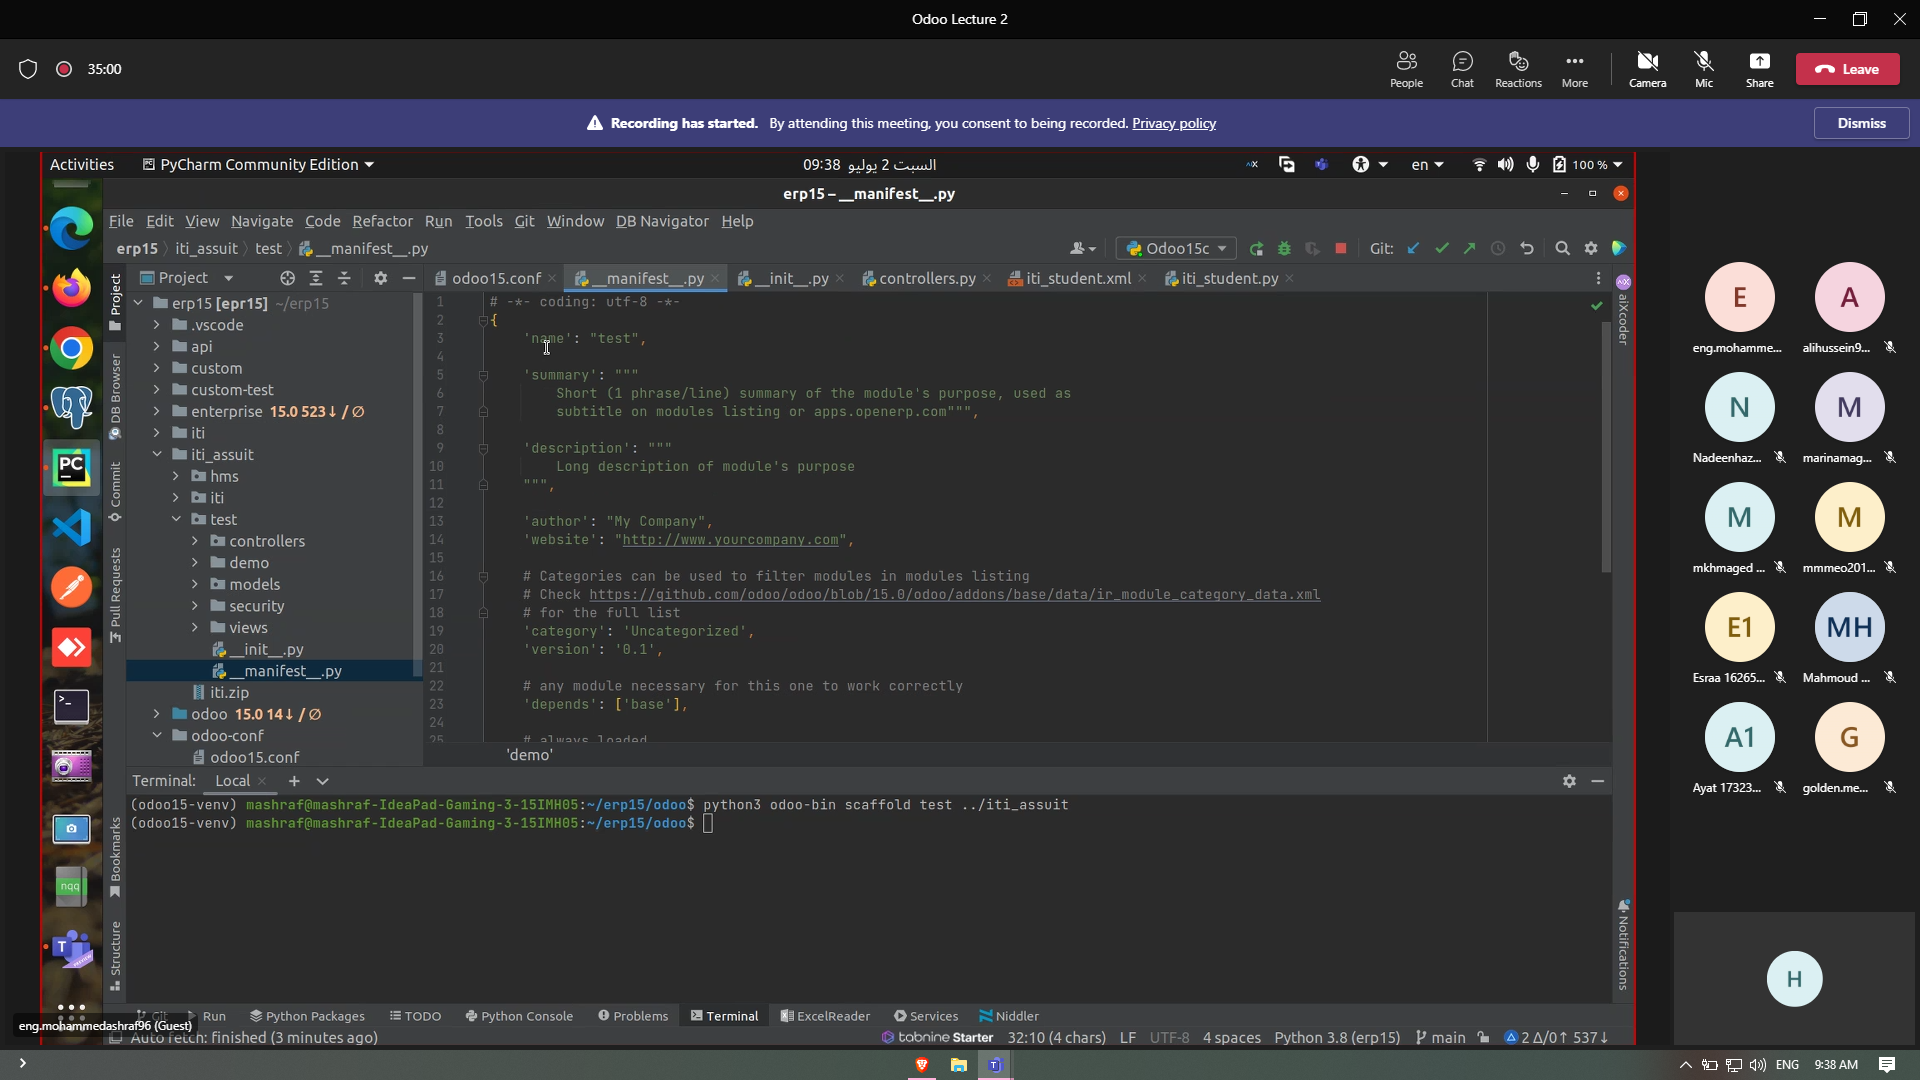 Odoo Lecture 2
35:00
People
Chat
Reactions
More
Camera
Mic
Share
Leave
Recording has started. By attending this meeting, you consent to being recorded. Privacy policy
Dismiss
Activities
PyCharm Community Edition
السبت 2 يوليو 09:38
en
100 %
erp15 – __manifest__.py
File Edit View Navigate Code Refactor Run Tools Git Window DB Navigator Help
erp15 iti_assuit test __manifest__.py
Odoo15c
Git:
Project
odoo15.conf
__manifest__.py
__init__.py
controllers.py
iti_student.xml
iti_student.py
Project
DB Browser
Commit
Pull Requests
Bookmarks
Structure
erp15 [epr15] ~/erp15
.vscode
api
custom
custom-test
enterprise 15.0 523↓ / ∅
iti
iti_assuit
hms
iti
test
controllers
demo
models
security
views
__init__.py
__manifest__.py
iti.zip
odoo 15.0 14↓ / ∅
odoo-conf
odoo15.conf
1 # -*- coding: utf-8 -*-
2 {
3 'name': "test",
4
5 'summary': """
6 Short (1 phrase/line) summary of the module's purpose, used as
7 subtitle on modules listing or apps.openerp.com""",
8
9 'description': """
10 Long description of module's purpose
11 """,
12
13 'author': "My Company",
14 'website': "http://www.yourcompany.com",
15
16 # Categories can be used to filter modules in modules listing
17 # Check https://github.com/odoo/odoo/blob/15.0/odoo/addons/base/data/ir_module_category_data.xml
18 # for the full list
19 'category': 'Uncategorized',
20 'version': '0.1',
21
22 # any module necessary for this one to work correctly
23 'depends': ['base'],
24
25 # always loaded
'demo'
aiXcoder
Notifications
Terminal: Local
(odoo15-venv) mashraf@mashraf-IdeaPad-Gaming-3-15IMH05:~/erp15/odoo$ python3 odoo-bin scaffold test ../iti_assuit
(odoo15-venv) mashraf@mashraf-IdeaPad-Gaming-3-15IMH05:~/erp15/odoo$
Git
Run
Python Packages
TODO
Python Console
Problems
Terminal
ExcelReader
Services
Niddler
eng.mohammedashraf96 (Guest)
Auto fetch: finished (3 minutes ago)
tabnine Starter 32:10 (4 chars) LF UTF-8 4 spaces Python 3.8 (erp15) main 2 Δ/0↑ 537↓
E
eng.mohamme...
A
alihussein9...
N
Nadeenhaz...
M
marinamag...
M
mkhmaged ...
M
mmmeo201...
E1
Esraa 16265...
MH
Mahmoud ...
A1
Ayat 17323...
G
golden.me...
H
PC
nqq
T
ENG
9:38 AM